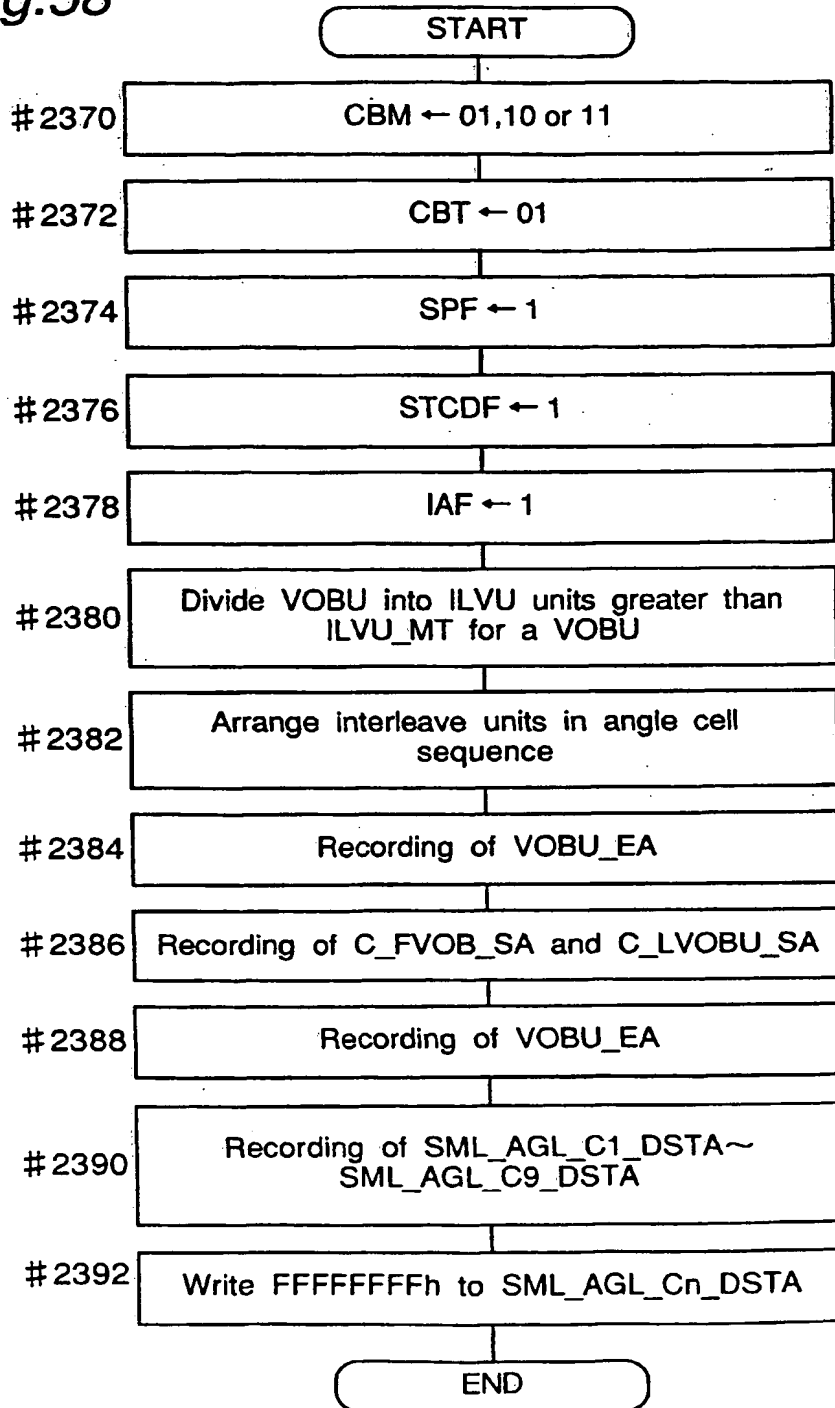 g.58
START
#2370 CBM ← 01,10 or 11
#2372 CBT ← 01
#2374 SPF ← 1
#2376 STCDF ← 1
#2378 IAF ← 1
#2380 Divide VOBU into ILVU units greater than
ILVU_MT for a VOBU
#2382 Arrange interleave units in angle cell
sequence
#2384 Recording of VOBU_EA
#2386 Recording of C_FVOB_SA and C_LVOBU_SA
#2388 Recording of VOBU_EA
#2390 Recording of SML_AGL_C1_DSTA~
SML_AGL_C9_DSTA
#2392 Write FFFFFFFFh to SML_AGL_Cn_DSTA
END